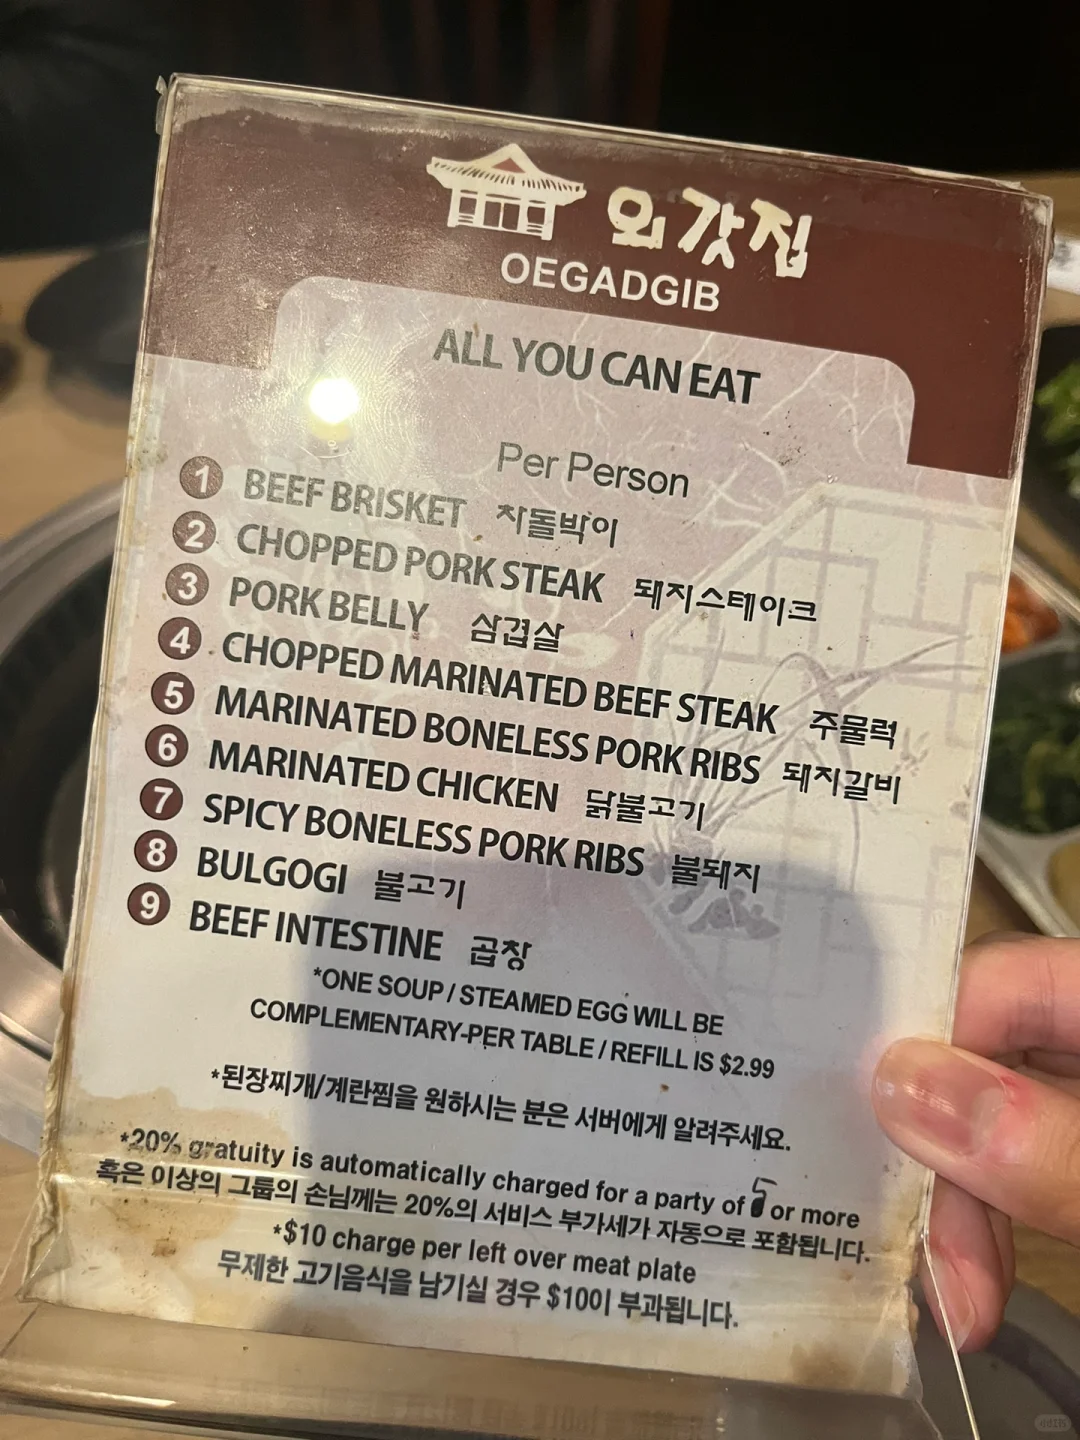 외갓집
OEGADGIB
ALL YOU CAN EAT
Per Person
1 BEEF BRISKET 차돌박이
2 CHOPPED PORK STEAK 돼지스테이크
3 PORK BELLY 삼겹살
4 CHOPPED MARINATED BEEF STEAK 주물럭
5 MARINATED BONELESS PORK RIBS 돼지갈비
6 MARINATED CHICKEN 닭불고기
7 SPICY BONELESS PORK RIBS 불돼지
8 BULGOGI 불고기
9 BEEF INTESTINE 곱창
*ONE SOUP / STEAMED EGG WILL BE
COMPLEMENTARY-PER TABLE / REFILL IS $2.99
*된장찌개/계란찜을 원하시는 분은 서버에게 알려주세요.
*20% gratuity is automatically charged for a party of 5 or more
혹은 이상의 그룹의 손님께는 20%의 서비스 부가세가 자동으로 포함됩니다.
*$10 charge per left over meat plate
무제한 고기음식을 남기실 경우 $10이 부과됩니다.